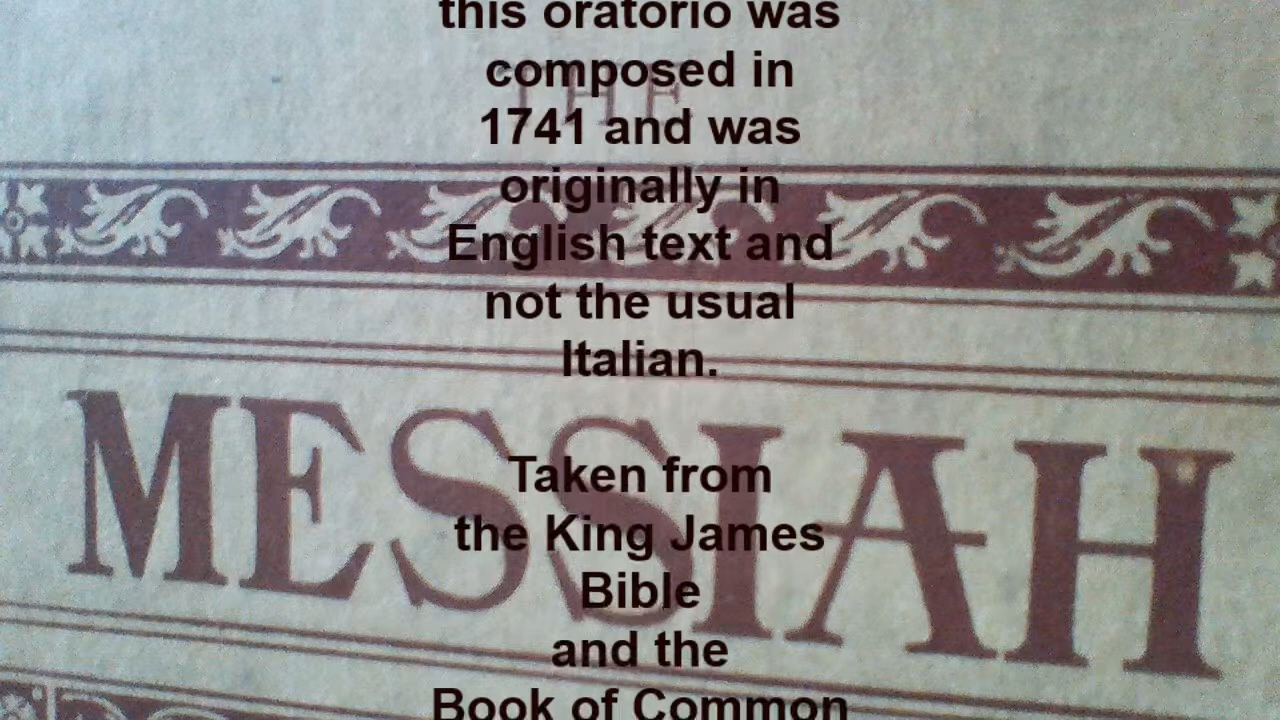 this oratorio was
THE
composed in
1741 and was
originally in
English text and
not the usual
Italian.
MESSIAH
Taken from
the King James
Bible
and the
Book of Common